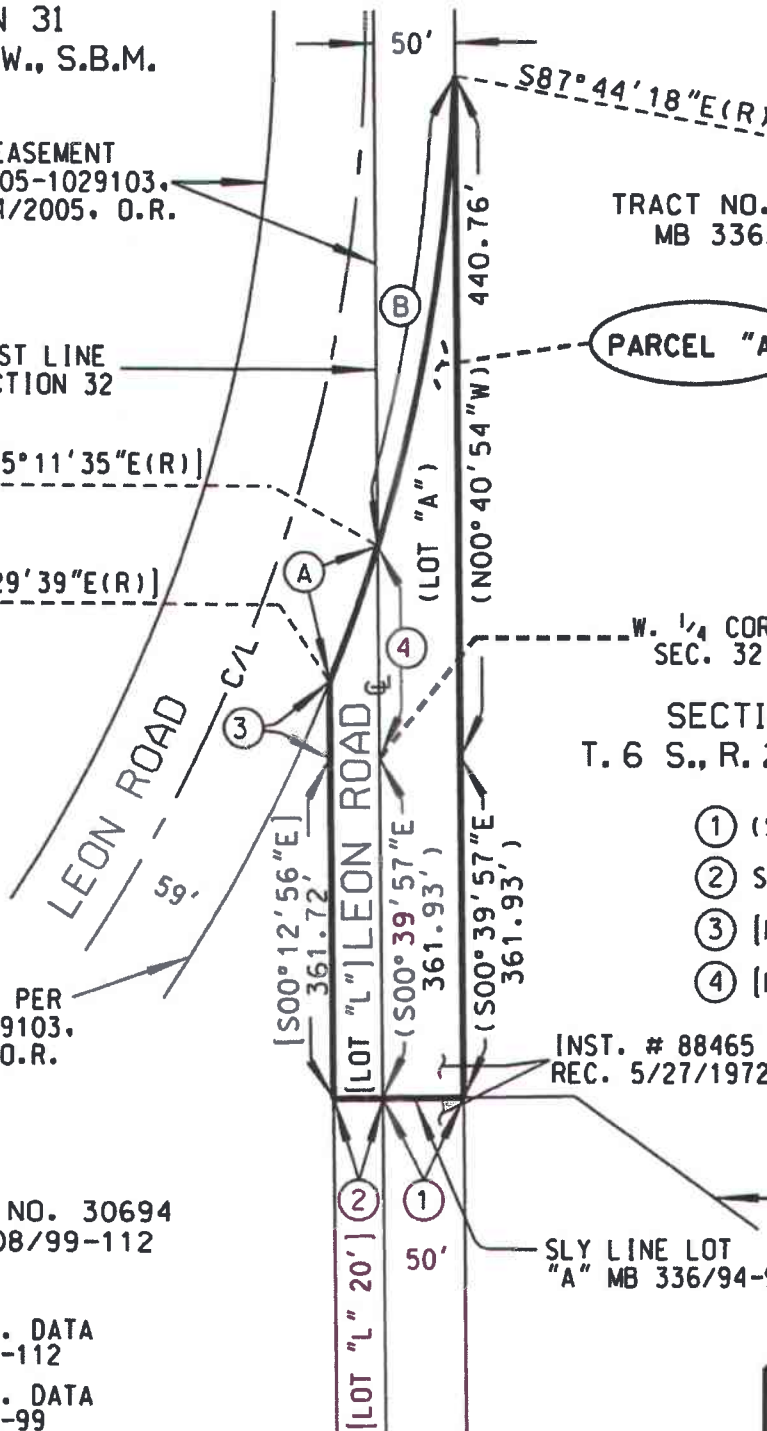 N 31
W., S.B.M.
50'
S87°44'18"E(R)
EASEMENT
05-1029103,
/2005, O.R.
TRACT NO.
MB 336
440.76'
B
PARCEL "A
ST LINE
CTION 32
(N00°40'54"W)
(LOT "A")
5°11'35"E(R)]
A
29'39"E(R)]
4
W. 1/4 COR
SEC. 32
C/L
3
LEON ROAD
59'
SECTI
T. 6 S., R. 2
[S00°12'56"E]
361.72'
[LOT "L"]
LEON ROAD
(S00°39'57"E
361.93')
(S00°39'57"E
361.93')
1 (S
2 S
3 [
4 [
PER
9103,
O.R.
INST. # 88465
REC. 5/27/1972
2
1
NO. 30694
08/99-112
50'
SLY LINE LOT
"A" MB 336/94-9
[LOT "L" 20']
. DATA
-112
. DATA
-99